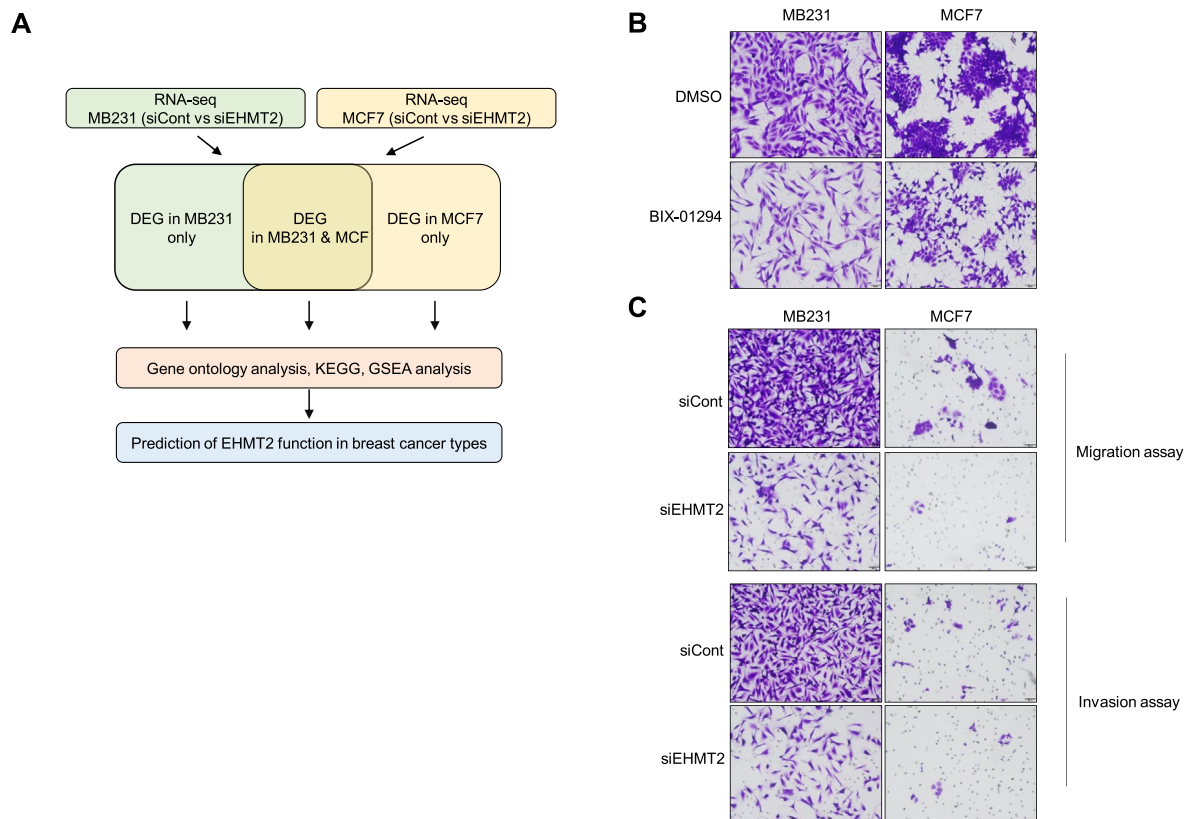 A
RNA-seq
MB231 (siCont vs siEHMT2)
RNA-seq
MCF7 (siCont vs siEHMT2)
DEG in MB231
only
DEG
in MB231 & MCF
DEG in MCF7
only
Gene ontology analysis, KEGG, GSEA analysis
Prediction of EHMT2 function in breast cancer types
B
MB231
MCF7
DMSO
BIX-01294
C
MB231
MCF7
siCont
siEHMT2
Migration assay
siCont
siEHMT2
Invasion assay